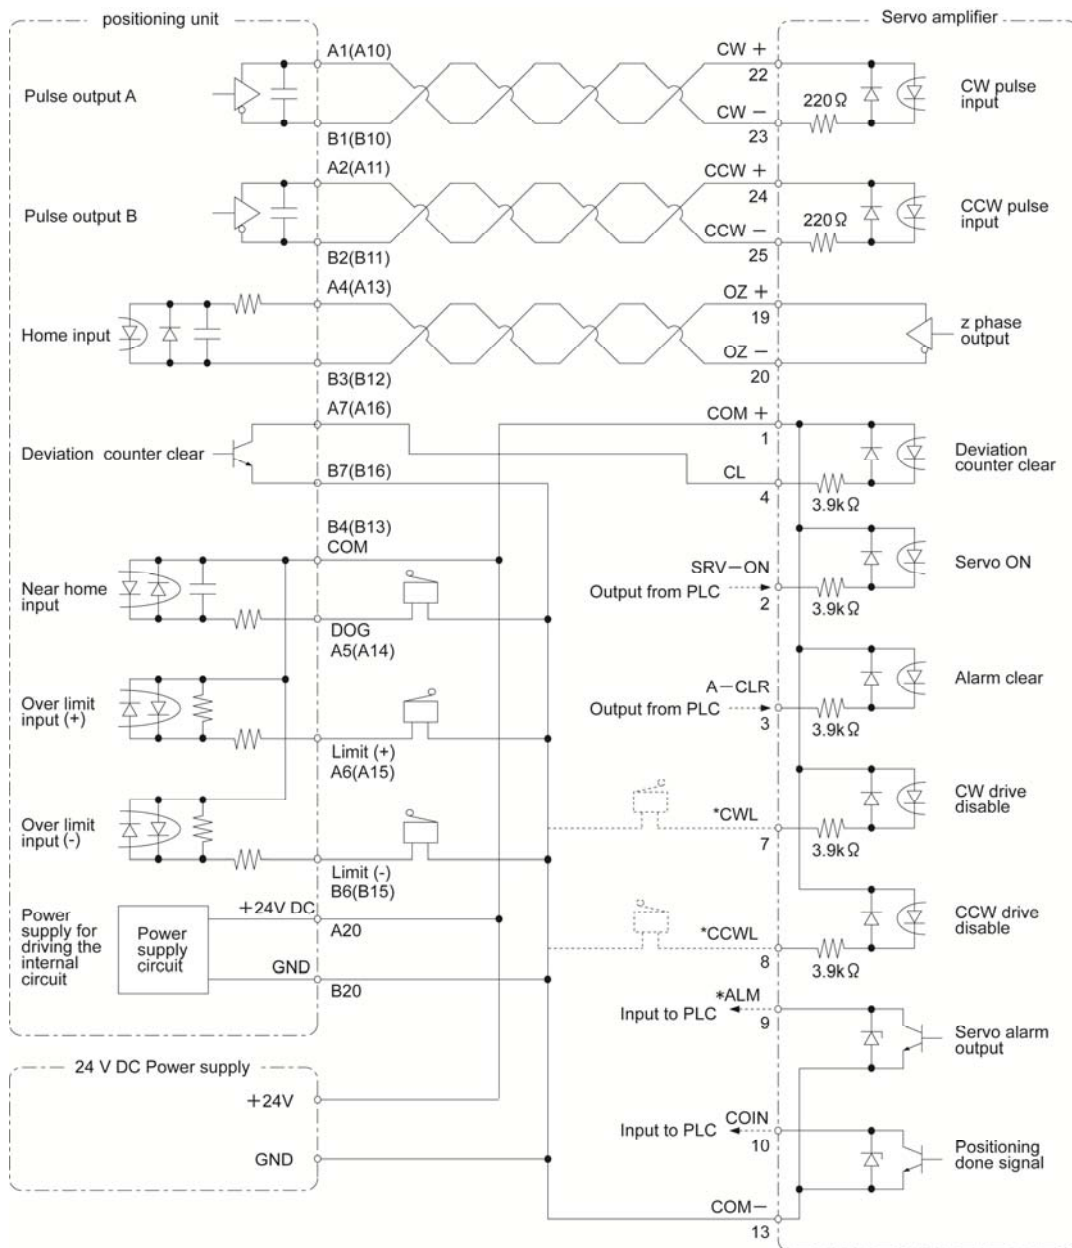 positioning unit
Servo amplifier
A1(A10)
CW +
22
Pulse output A
CW pulse
input
220Ω
CW −
23
B1(B10)
A2(A11)
CCW +
24
Pulse output B
CCW pulse
input
220Ω
CCW −
25
B2(B11)
A4(A13)
OZ +
19
Home input
z phase
output
OZ −
20
B3(B12)
A7(A16)
COM +
1
Deviation counter clear
Deviation
counter clear
B7(B16)
CL
4
3.9kΩ
B4(B13)
COM
Near home
input
SRV−ON
Output from PLC
2
3.9kΩ
Servo ON
DOG
A5(A14)
Over limit
input (+)
A−CLR
Output from PLC
3
3.9kΩ
Alarm clear
Limit (+)
A6(A15)
Over limit
input (-)
*CWL
7
3.9kΩ
CW drive
disable
Limit (-)
B6(B15)
Power
supply for
driving the
internal
circuit
Power
supply
circuit
+24V DC
A20
GND
B20
*CCWL
8
3.9kΩ
CCW drive
disable
*ALM
Input to PLC
9
Servo alarm
output
24 V DC Power supply
+24V
GND
COIN
Input to PLC
10
Positioning
done signal
COM−
13